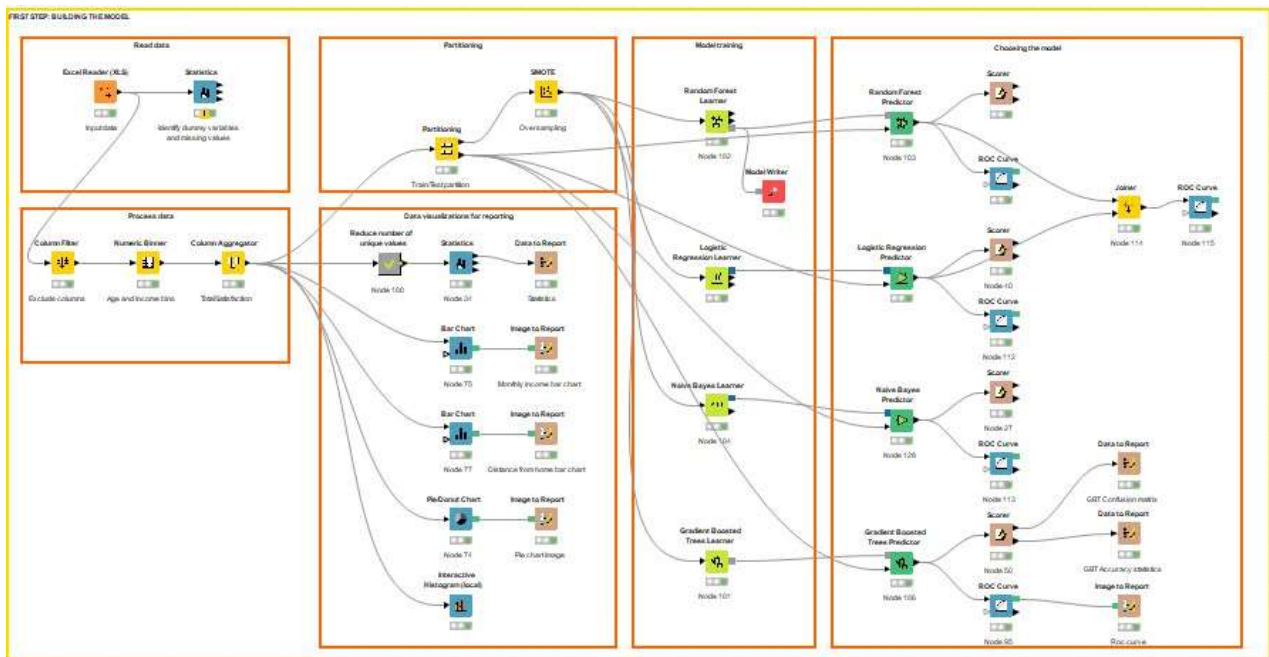 FIRST STEP: BUILDING THE MODEL
Read data
Excel Reader (XLS)
Input data
Statistics
Identify dummy variables
and missing values
Process data
Column Filter
Exclude columns
Numeric Binner
Age and income bins
Column Aggregator
Total Satisfaction
Partitioning
SMOTE
Oversampling
Partitioning
Train/Test partition
Data visualizations for reporting
Reduce number of
unique values
Node 100
Statistics
Node 24
Data to Report
Statistics
Bar Chart
Node 75
Image to Report
Monthly income bar chart
Bar Chart
Node 77
Image to Report
Distance from home bar chart
Pie/Donut Chart
Node 74
Image to Report
Pie chart image
Interactive
Histogram (local)
Model training
Random Forest
Learner
Node 102
Model Writer
Logistic
Regression Learner
Naive Bayes Learner
Node 104
Gradient Boosted
Trees Learner
Node 101
Choosing the model
Random Forest
Predictor
Node 103
Scorer
ROC Curve
Joiner
Node 114
ROC Curve
Node 115
Logistic Regression
Predictor
Scorer
Node 40
ROC Curve
Node 112
Naive Bayes
Predictor
Node 128
Scorer
Node 27
ROC Curve
Node 113
Gradient Boosted
Trees Predictor
Node 106
Scorer
Node 50
ROC Curve
Node 95
Data to Report
GBT Confusion matrix
Data to Report
GBT Accuracy statistics
Image to Report
Roc curve